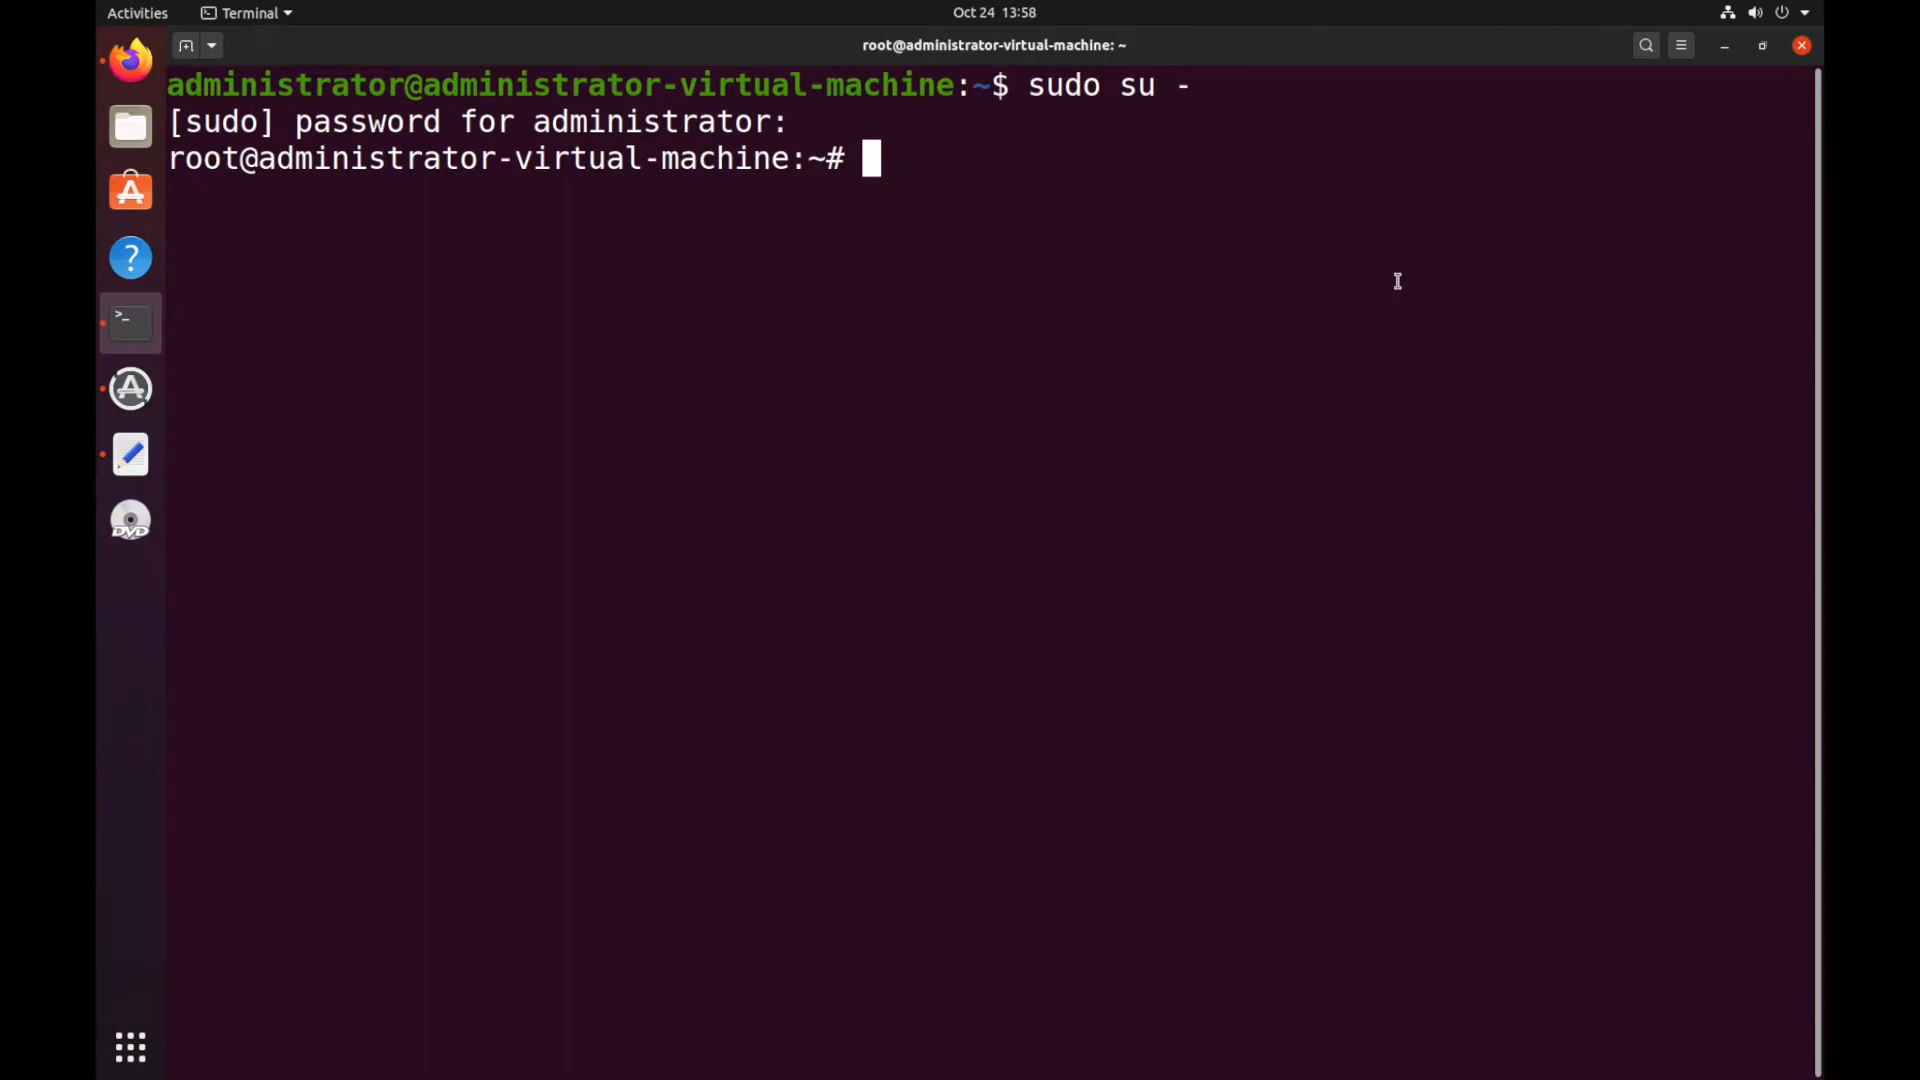 Activities
Terminal
Oct 24 13:58
root@administrator-virtual-machine: ~
administrator@administrator-virtual-machine:~$ sudo su -
[sudo] password for administrator:
root@administrator-virtual-machine:~#
>_
DVD